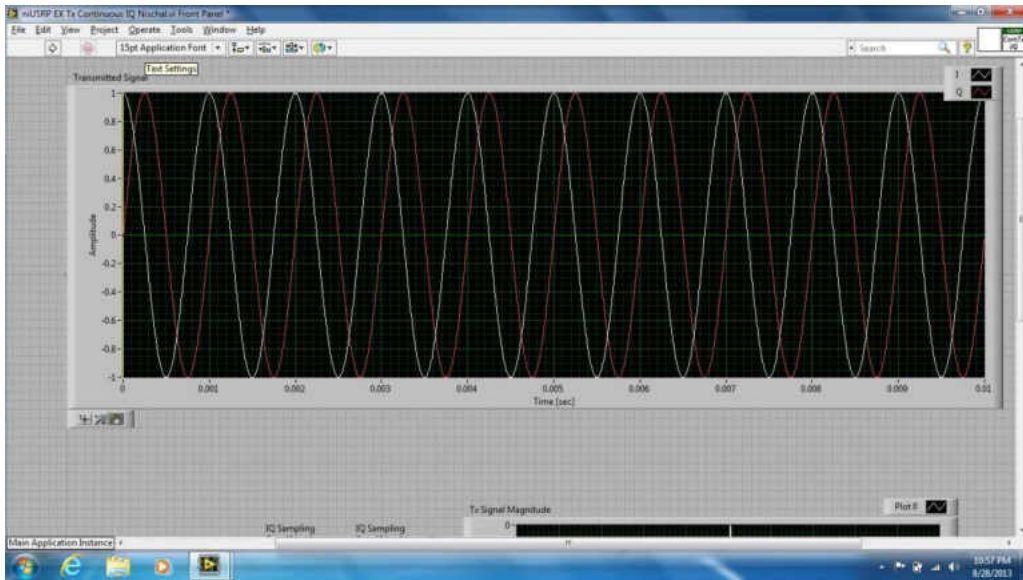 niUSRP EX Tx Continuous IQ Nischal.vi Front Panel *
File Edit View Project Operate Tools Window Help
15pt Application Font
Search
Text Settings
Transmitted Signal
I
Q
Amplitude
1
0.8
0.6
0.4
0.2
0
-0.2
-0.4
-0.6
-0.8
-1
0 0.001 0.002 0.003 0.004 0.005 0.006 0.007 0.008 0.009 0.01
Time [sec]
Tx Signal Magnitude
Plot 0
IQ Sampling IQ Sampling
0
Main Application Instance
10:57 PM
8/28/2013